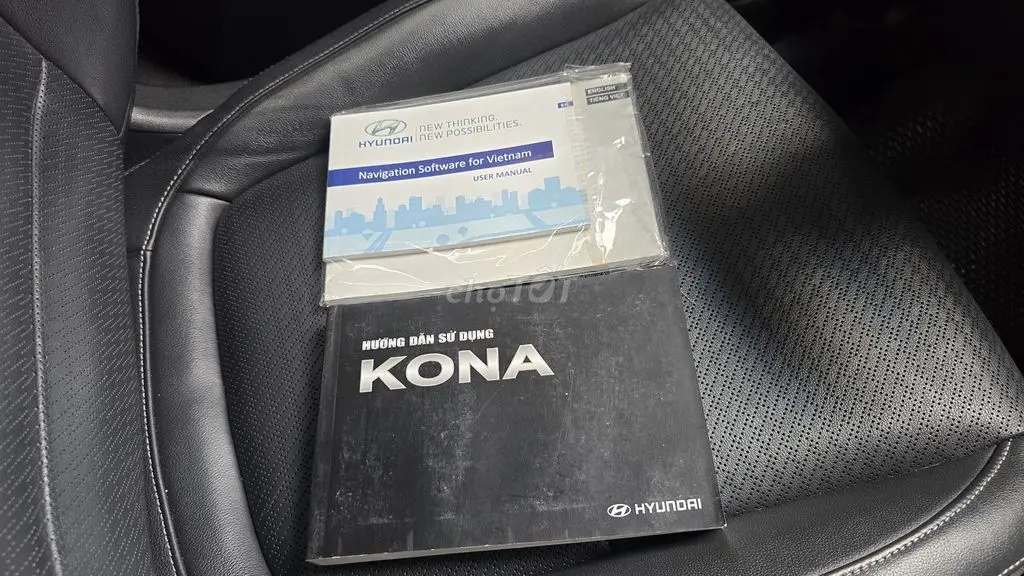 ENGLISH
TIẾNG VIỆT
HYUNDAI
NEW THINKING.
NEW POSSIBILITIES.
Navigation Software for Vietnam
USER MANUAL
chợTỐT
HƯỚNG DẪN SỬ DỤNG
KONA
HYUNDAI